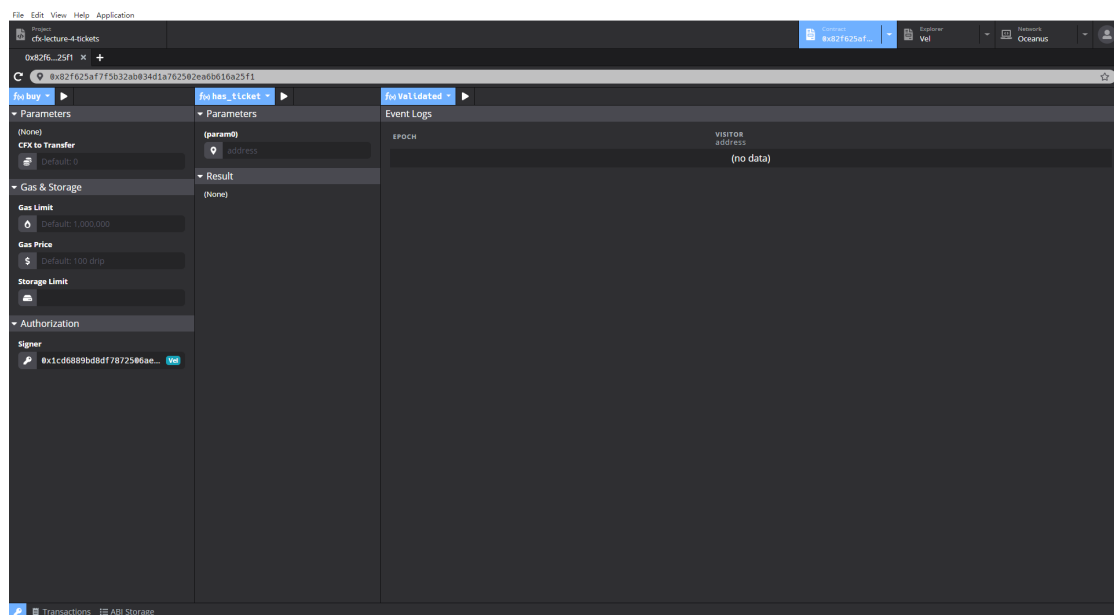 File Edit View Help Application
Project
cfx-lecture-4-tickets
Contract
0x82f625af...
Explorer
Vel
Network
Oceanus
0x82f6...25f1 × +
0x82f625af7f5b32ab034d1a762502ea6b616a25f1
f(x) buy
f(x) has_ticket
f(x) Validated
Parameters
(None)
CFX to Transfer
Default: 0
Gas & Storage
Gas Limit
Default: 1,000,000
Gas Price
$ Default: 100 drip
Storage Limit
Authorization
Signer
0x1cd6889bd8df7872506ae... Vel
Parameters
(param0)
address
Result
(None)
Event Logs
EPOCH
VISITOR
address
(no data)
Transactions ABI Storage